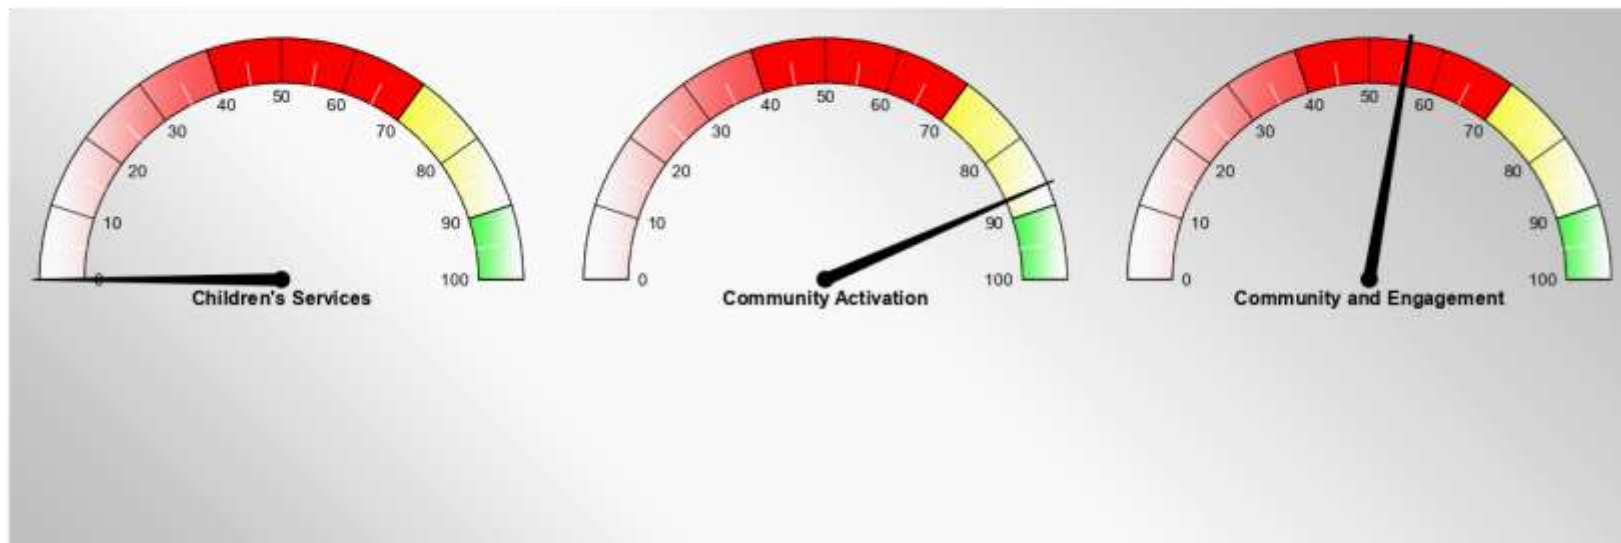 0 10 20 30 40 50 60 70 80 90 100
Children's Services
0 10 20 30 40 50 60 70 80 90 100
Community Activation
0 10 20 30 40 50 60 70 80 90 100
Community and Engagement